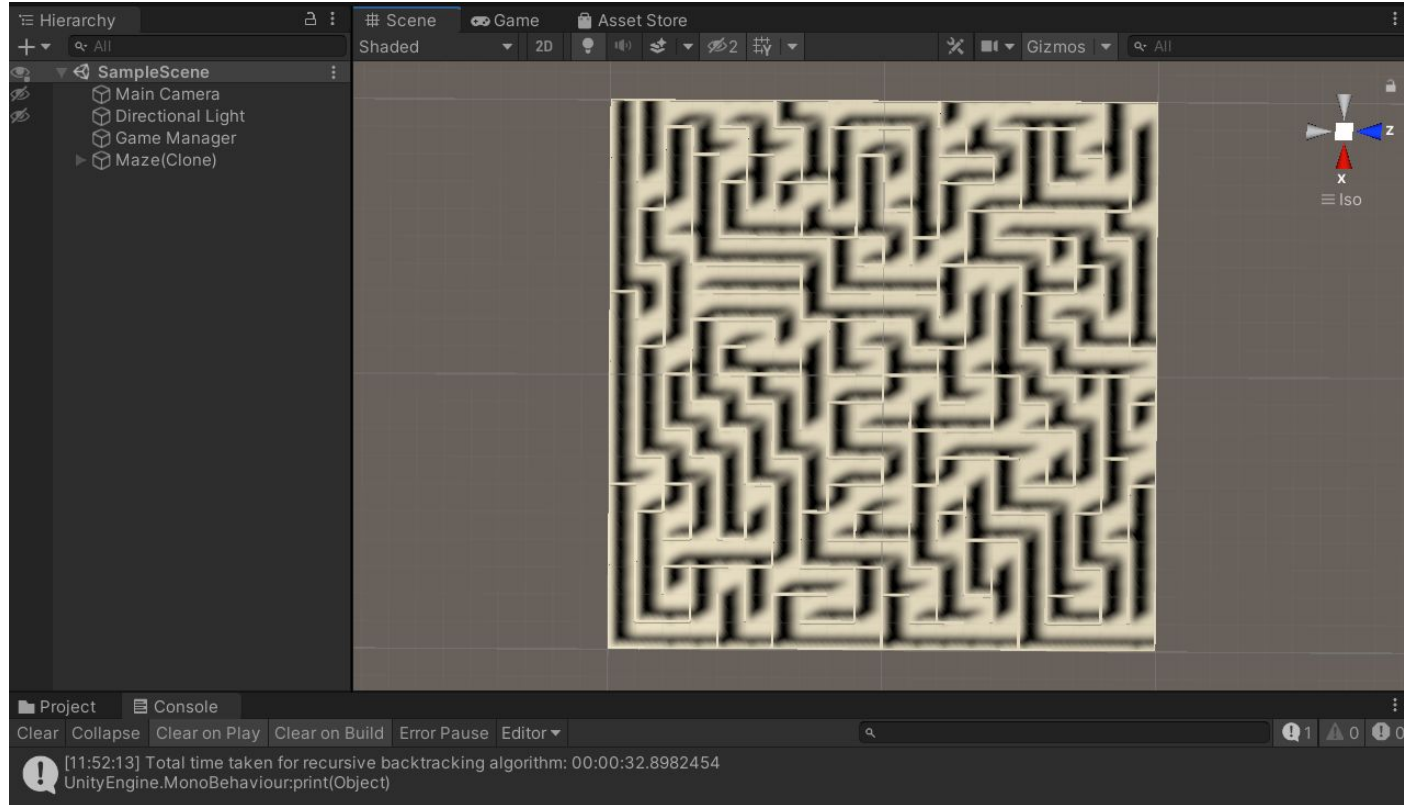 Hierarchy
All
SampleScene
Main Camera
Directional Light
Game Manager
Maze(Clone)
Scene Game Asset Store
Shaded 2D 2 Gizmos All
Y
z
x
Iso
Project Console
Clear Collapse Clear on Play Clear on Build Error Pause Editor 1 0 0
[11:52:13] Total time taken for recursive backtracking algorithm: 00:00:32.8982454
UnityEngine.MonoBehaviour:print(Object)